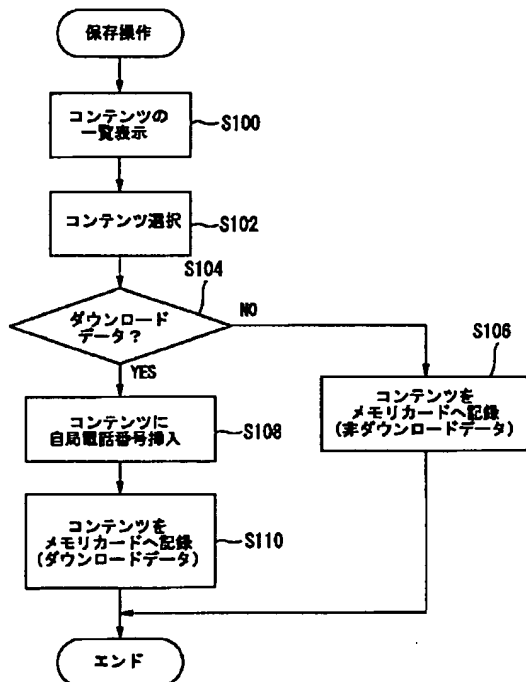 保存操作
コンテンツの
一覧表示
S100
コンテンツ選択
S102
S104
ダウンロード
データ?
NO
YES
S106
コンテンツを
メモリカードへ記録
(非ダウンロードデータ)
コンテンツに
自局電話番号挿入
S108
コンテンツを
メモリカードへ記録
(ダウンロードデータ)
S110
エンド